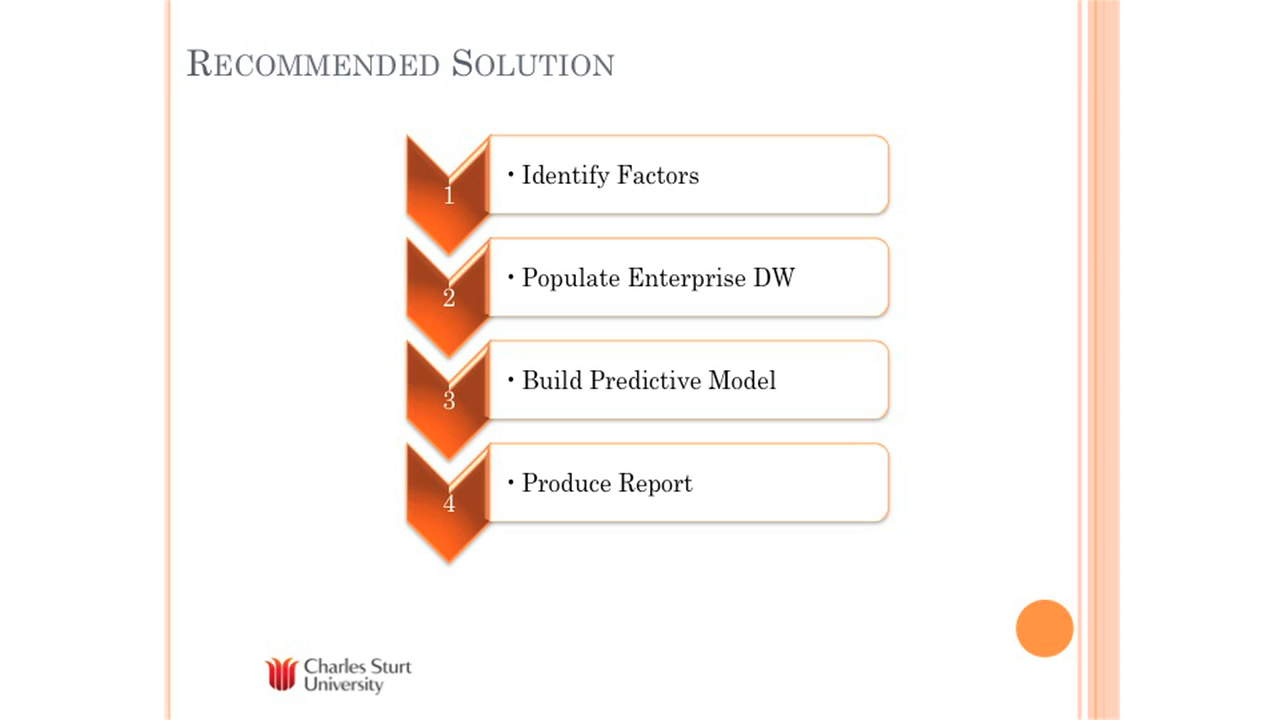 RECOMMENDED SOLUTION
1
• Identify Factors
2
• Populate Enterprise DW
3
• Build Predictive Model
4
• Produce Report
Charles Sturt
University